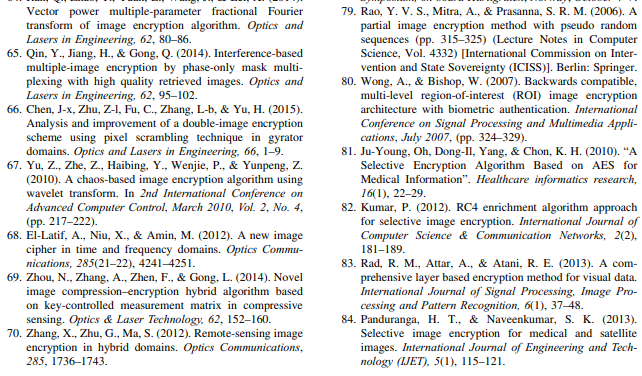 Vector power multiple-parameter fractional Fourier
transform of image encryption algorithm. Optics and
Lasers in Engineering, 62, 80–86.
65. Qin, Y., Jiang, H., & Gong, Q. (2014). Interference-based
multiple-image encryption by phase-only mask multi-
plexing with high quality retrieved images. Optics and
Lasers in Engineering, 62, 95–102.
66. Chen, J-x, Zhu, Z-l, Fu, C., Zhang, L-b, & Yu, H. (2015).
Analysis and improvement of a double-image encryption
scheme using pixel scrambling technique in gyrator
domains. Optics and Lasers in Engineering, 66, 1–9.
67. Yu, Z., Zhe, Z., Haibing, Y., Wenjie, P., & Yunpeng, Z.
(2010). A chaos-based image encryption algorithm using
wavelet transform. In 2nd International Conference on
Advanced Computer Control, March 2010, Vol. 2, No. 4,
(pp. 217–222).
68. El-Latif, A., Niu, X., & Amin, M. (2012). A new image
cipher in time and frequency domains. Optics Commu-
nications, 285(21–22), 4241–4251.
69. Zhou, N., Zhang, A., Zhen, F., & Gong, L. (2014). Novel
image compression–encryption hybrid algorithm based
on key-controlled measurement matrix in compressive
sensing. Optics & Laser Technology, 62, 152–160.
70. Zhang, X., Zhu, G., Ma, S. (2012). Remote-sensing image
encryption in hybrid domains. Optics Communications,
285, 1736–1743.
79. Rao, Y. V. S., Mitra, A., & Prasanna, S. R. M. (2006). A
partial image encryption method with pseudo random
sequences (pp. 315–325) (Lecture Notes in Computer
Science, Vol. 4332) [International Commission on Inter-
vention and State Sovereignty (ICISS)]. Berlin: Springer.
80. Wong, A., & Bishop, W. (2007). Backwards compatible,
multi-level region-of-interest (ROI) image encryption
architecture with biometric authentication. International
Conference on Signal Processing and Multimedia Appli-
cations, July 2007, (pp. 324–329).
81. Ju-Young, Oh, Dong-Il, Yang, & Chon, K. H. (2010). “A
Selective Encryption Algorithm Based on AES for
Medical Information”. Healthcare informatics research,
16(1), 22–29.
82. Kumar, P. (2012). RC4 enrichment algorithm approach
for selective image encryption. International Journal of
Computer Science & Communication Networks, 2(2),
181–189.
83. Rad, R. M., Attar, A., & Atani, R. E. (2013). A com-
prehensive layer based encryption method for visual data.
International Journal of Signal Processing, Image Pro-
cessing and Pattern Recognition, 6(1), 37–48.
84. Panduranga, H. T., & Naveenkumar, S. K. (2013).
Selective image encryption for medical and satellite
images. International Journal of Engineering and Tech-
nology (IJET), 5(1), 115–121.